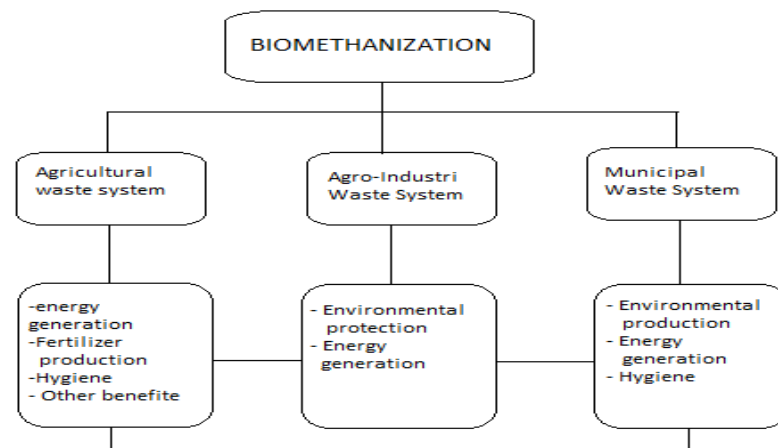 BIOMETHANIZATION
Agricultural
waste system
Agro-Industri
Waste System
Municipal
Waste System
-energy
generation
-Fertilizer
production
-Hygiene
- Other benefite
- Environmental
protection
- Energy
generation
- Environmental
production
- Energy
generation
- Hygiene